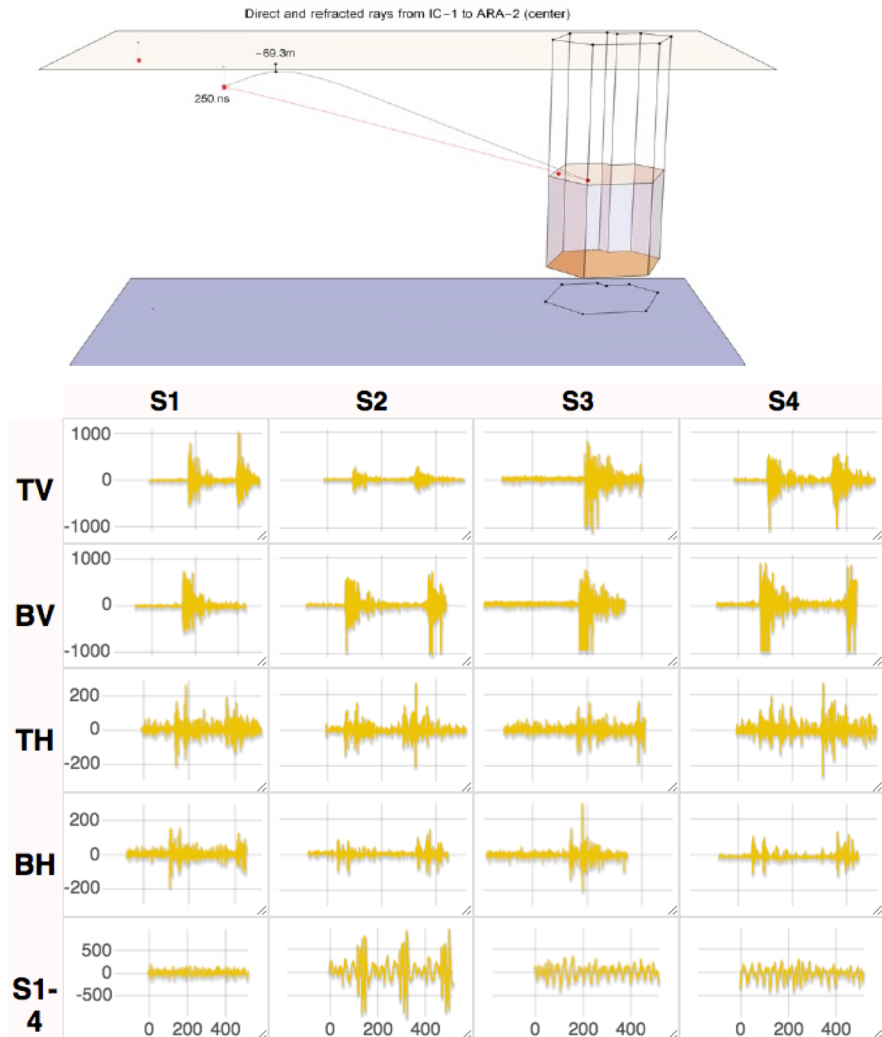 Direct and refracted rays from IC−1 to ARA−2 (center)
−69.3m
250.ns
S1 S2 S3 S4
1000
TV 0
-1000
1000
BV 0
-1000
200
TH 0
-200
200
BH 0
-200
500
S1- 0
4 -500
0 200 400 0 200 400 0 200 400 0 200 400